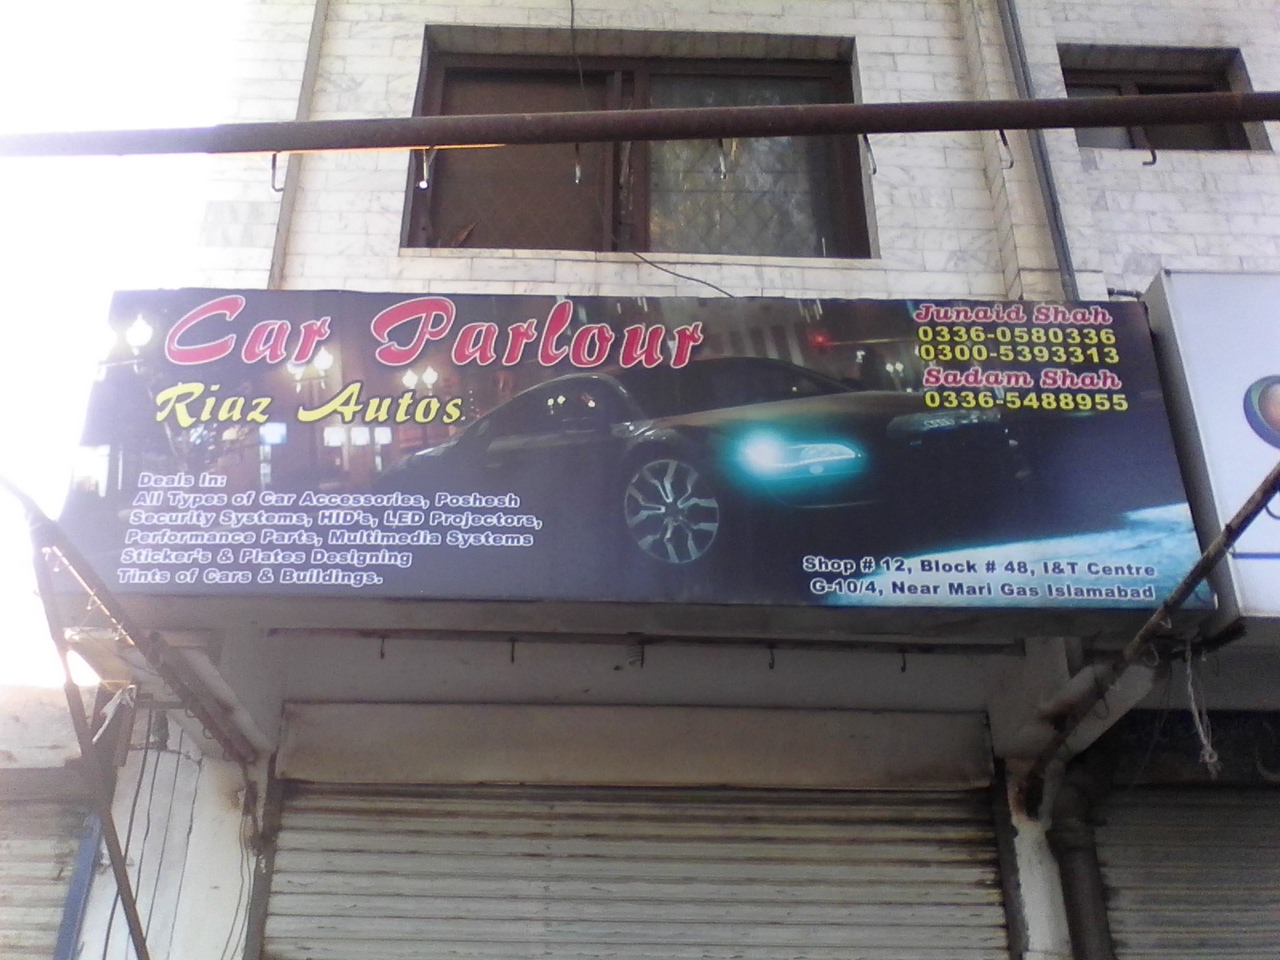 Car Parlour
Riaz Autos
Junaid Shah
0336-0580336
0300-5393313
Sadam Shah
0336-5488955
Deals In:
All Types of Car Accessories, Poshesh
Security Systems, HID's, LED Projectors,
Performance Parts, Multimedia Systems
Sticker's & Plates Designing
Tints of Cars & Buildings.
Shop # 12, Block # 48, I&T Centre
G-10/4, Near Mari Gas Islamabad